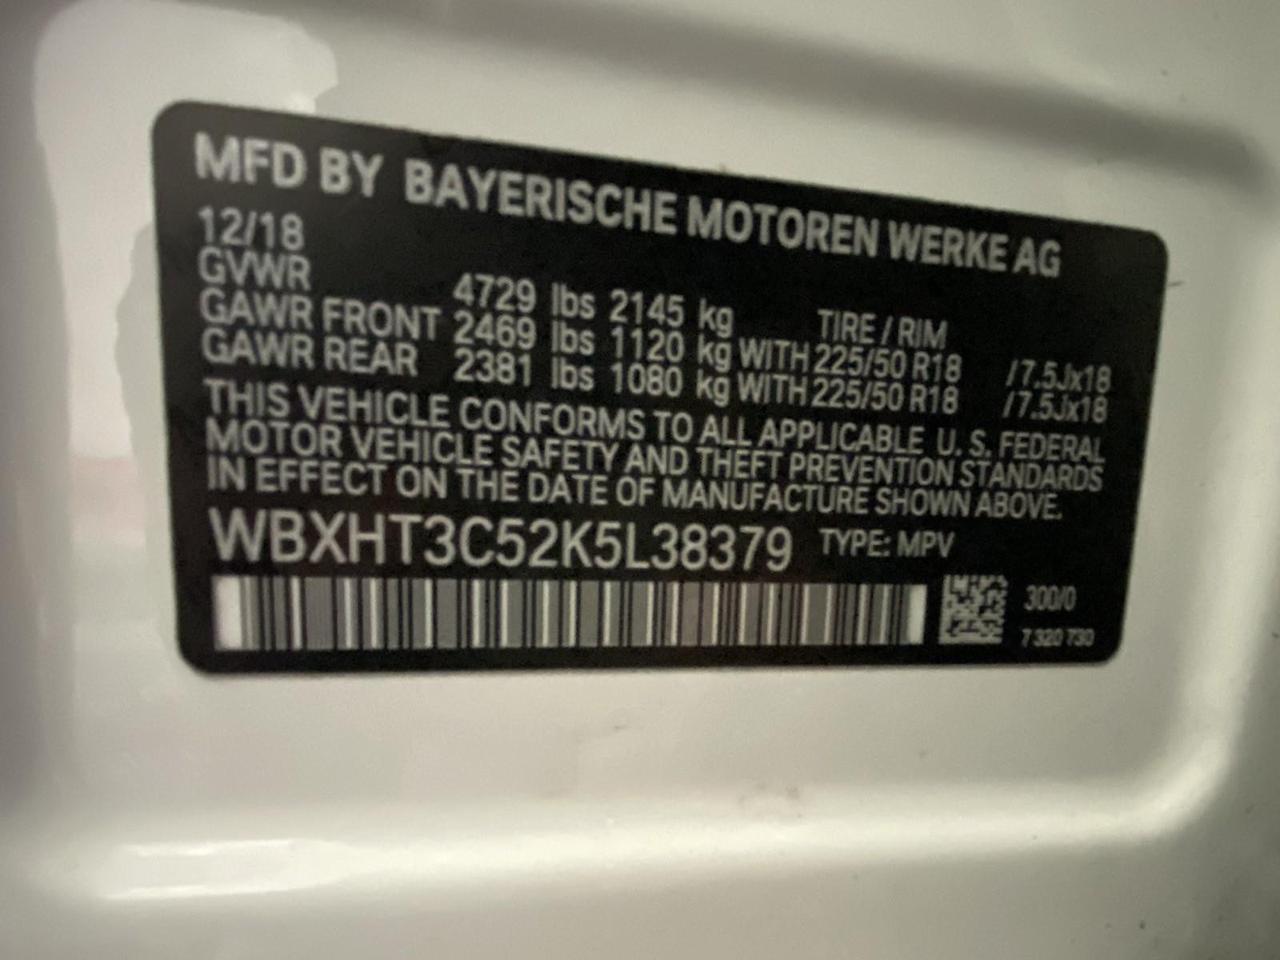 MFD BY BAYERISCHE MOTOREN WERKE AG
12/18
GVWR 4729 lbs 2145 kg TIRE / RIM
GAWR FRONT 2469 lbs 1120 kg WITH 225/50 R18 / 7.5Jx18
GAWR REAR 2381 lbs 1080 kg WITH 225/50 R18 / 7.5Jx18
THIS VEHICLE CONFORMS TO ALL APPLICABLE U. S. FEDERAL
MOTOR VEHICLE SAFETY AND THEFT PREVENTION STANDARDS
IN EFFECT ON THE DATE OF MANUFACTURE SHOWN ABOVE.
WBXHT3C52K5L38379 TYPE: MPV
300/0
7 320 730